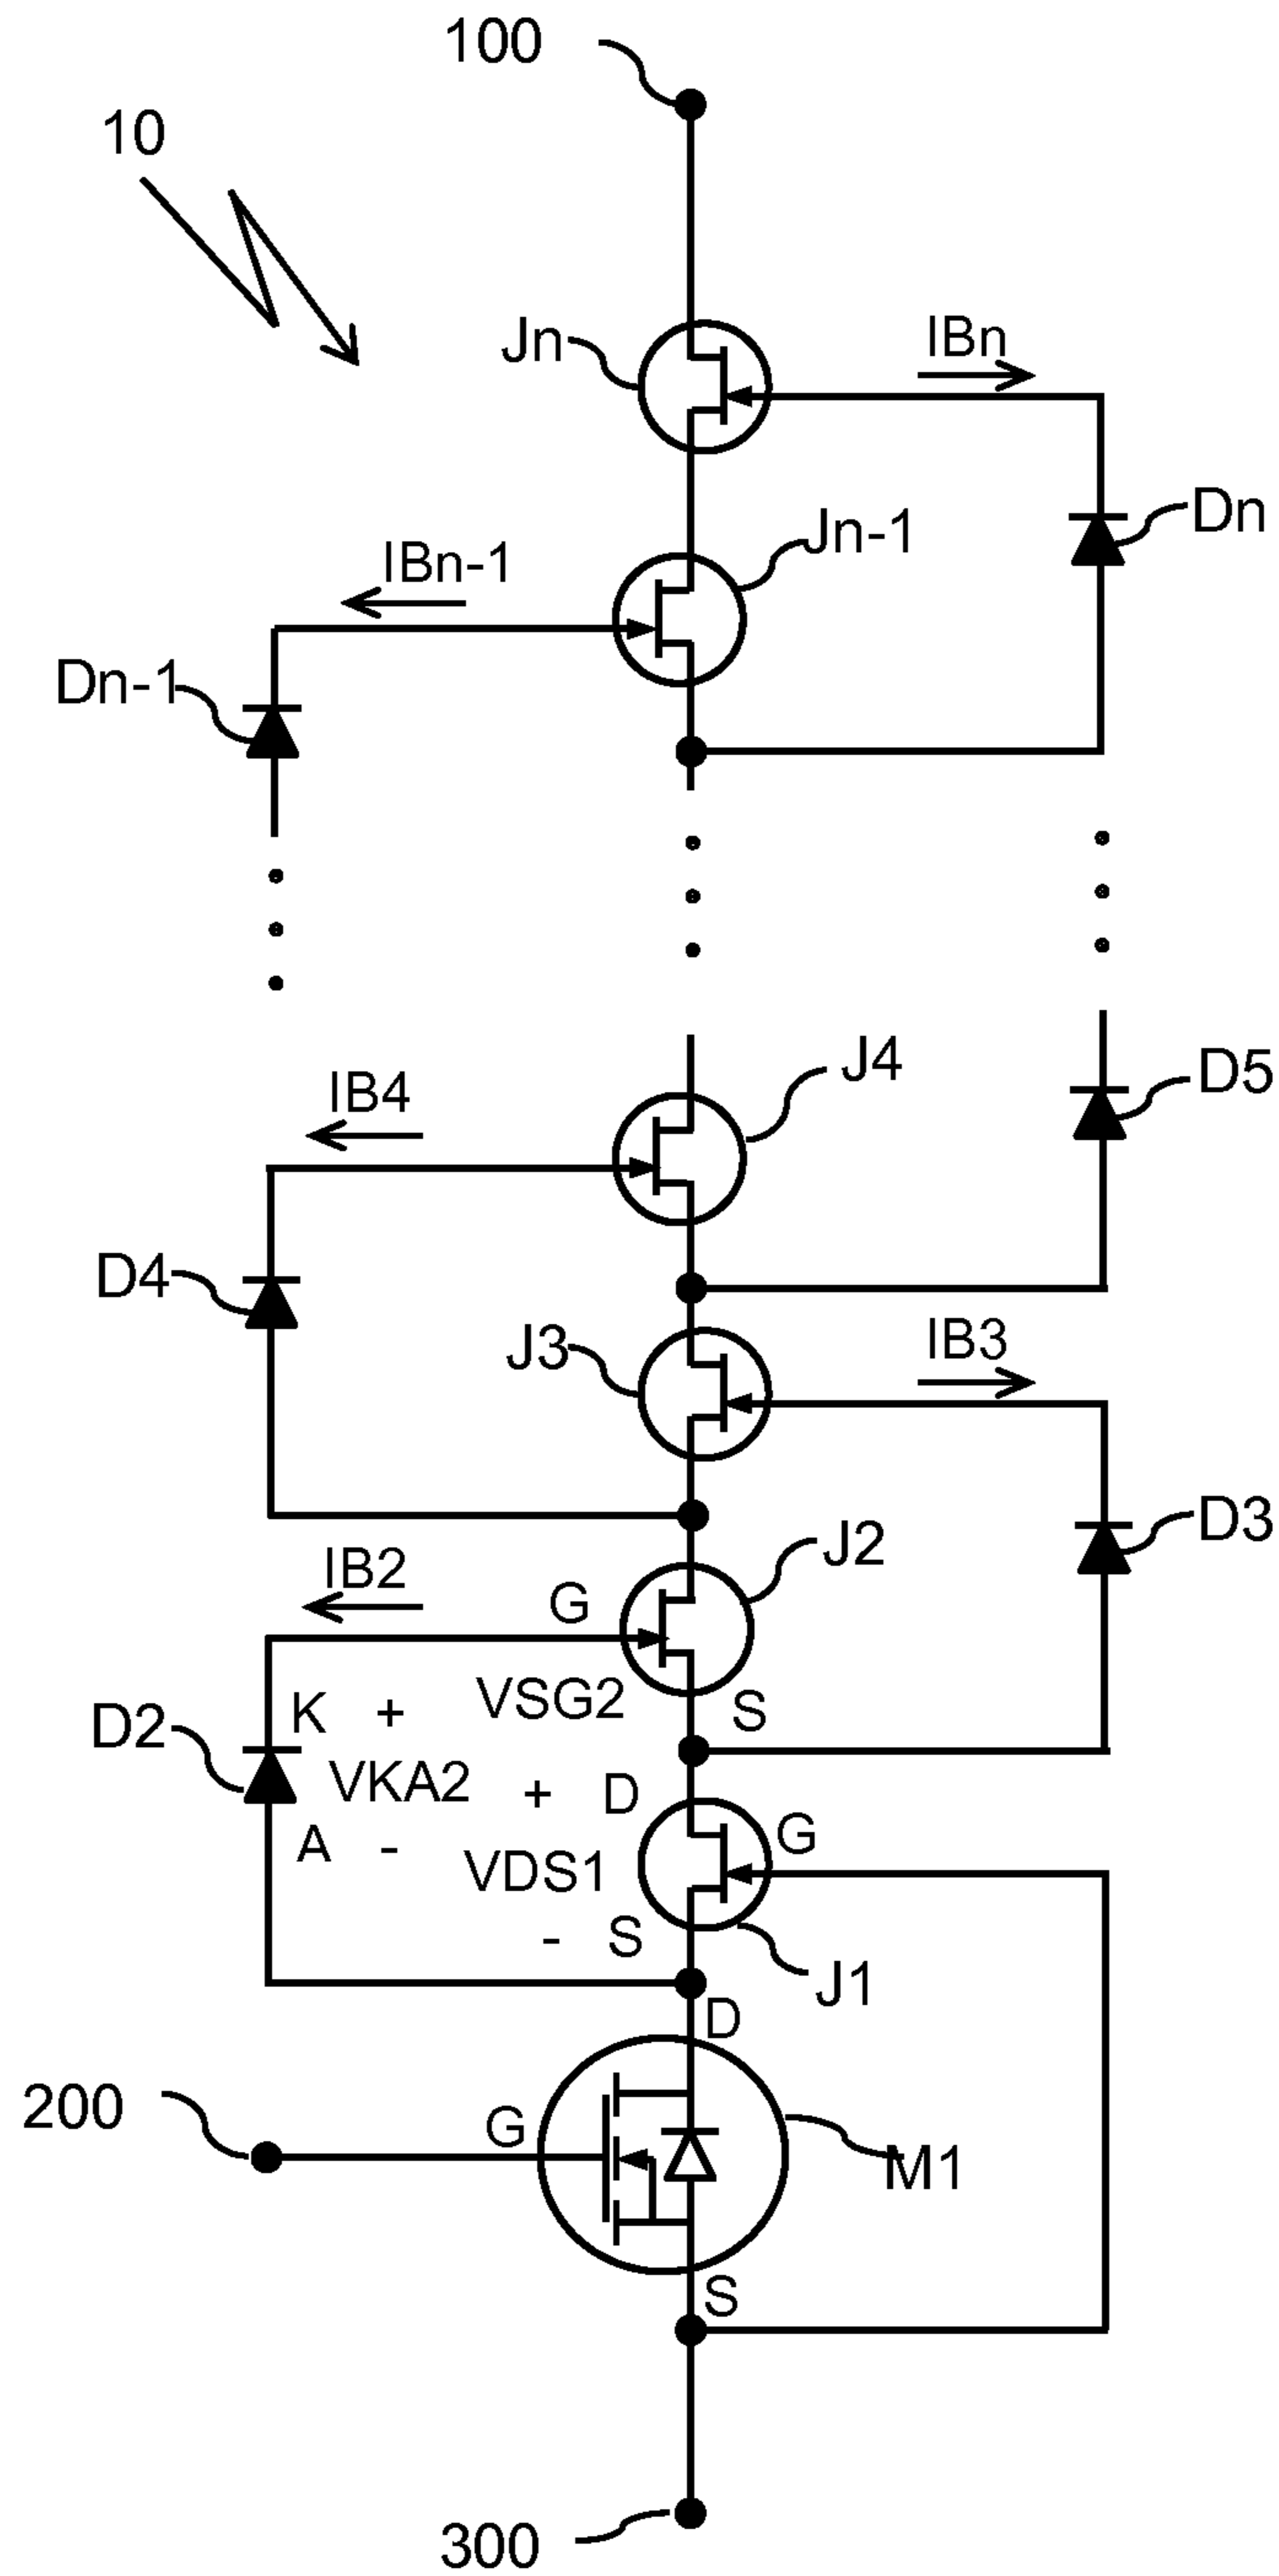 100
10
Jn
IBn
Dn
Jn-1
IBn-1
Dn-1
J4
D5
IB4
D4
J3
IB3
D3
J2
IB2
G
VSG2
S
K +
D2
VKA2
+ D
A -
G
VDS1
- S
J1
D
200
G
M1
S
300